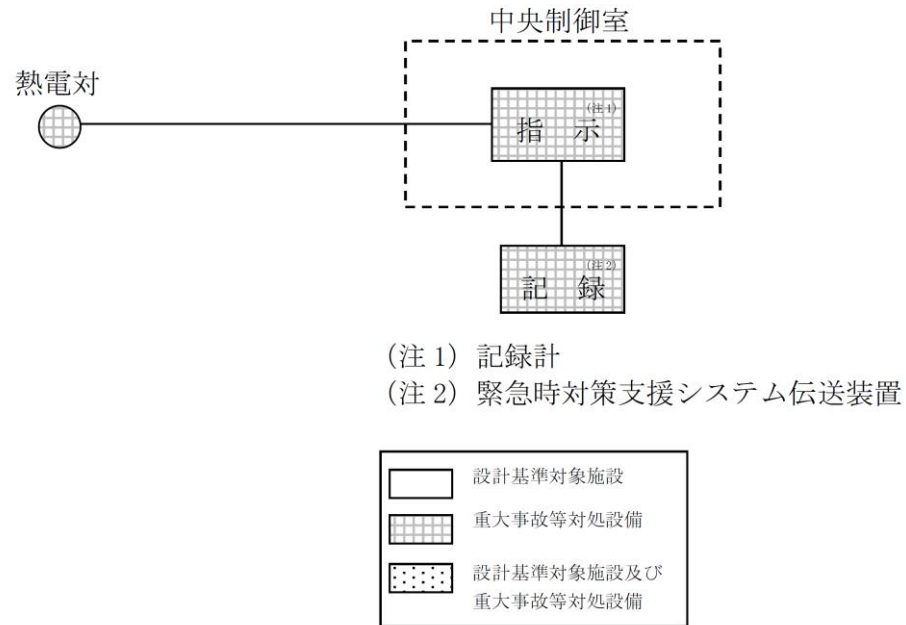 中央制御室
熱電対
指 示 (注1)
記 録 (注2)
(注 1) 記録計
(注 2) 緊急時対策支援システム伝送装置
設計基準対象施設
重大事故等対処設備
設計基準対象施設及び
重大事故等対処設備